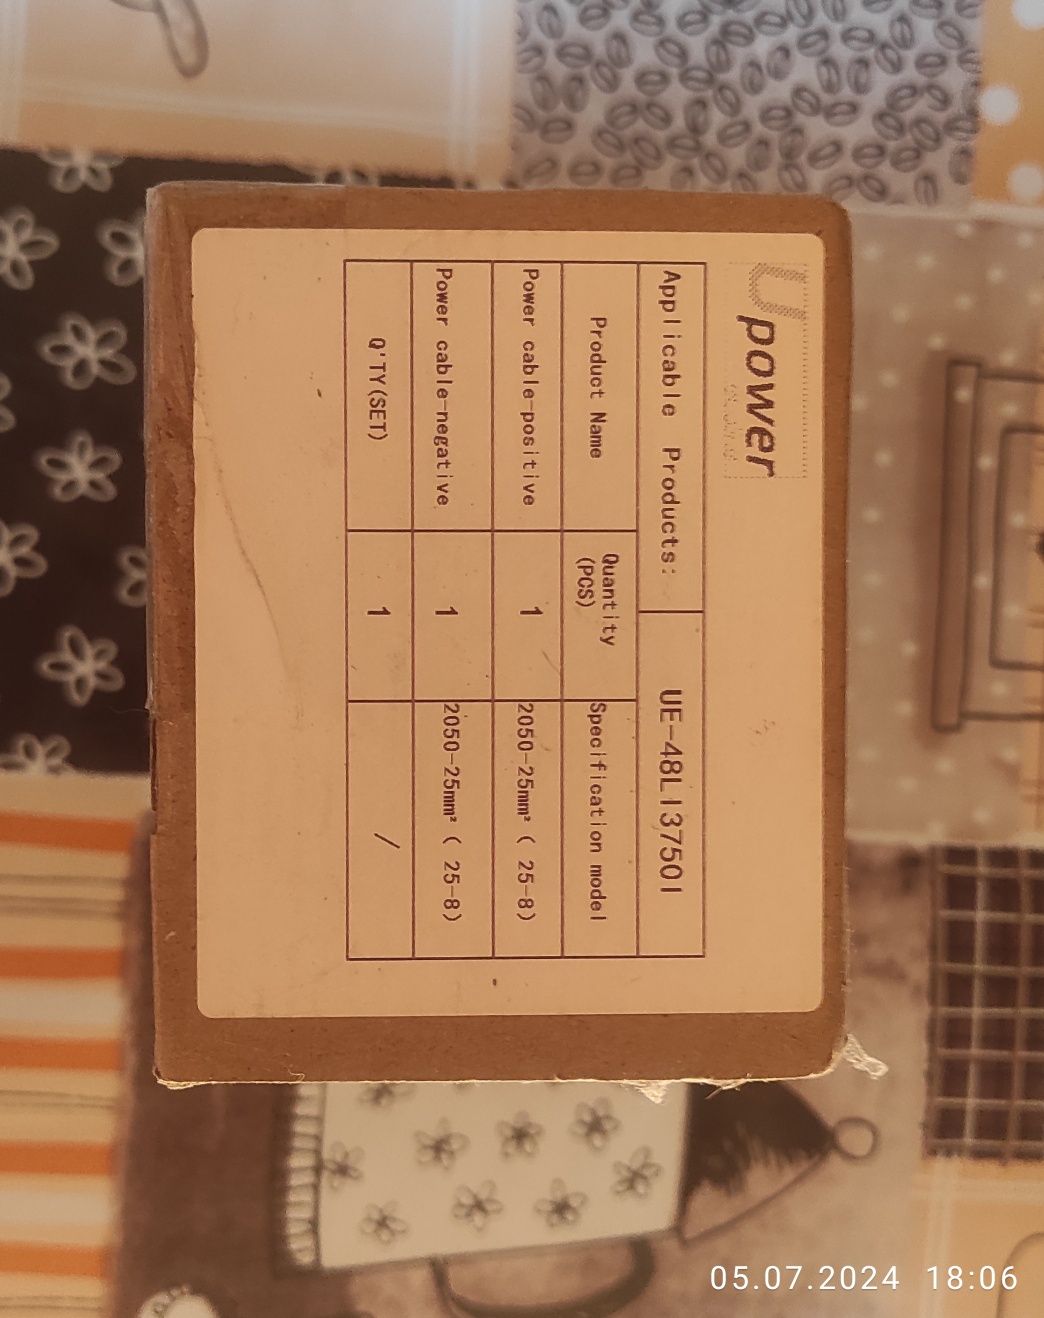 Upower
Applicable Products: UE-48LI3750I
Product Name Quantity (PCS) Specification model
Power cable-positive 1 2050-25mm² ( 25-8)
Power cable-negative 1 2050-25mm² ( 25-8)
Q'TY(SET) 1 /
05.07.2024 18:06